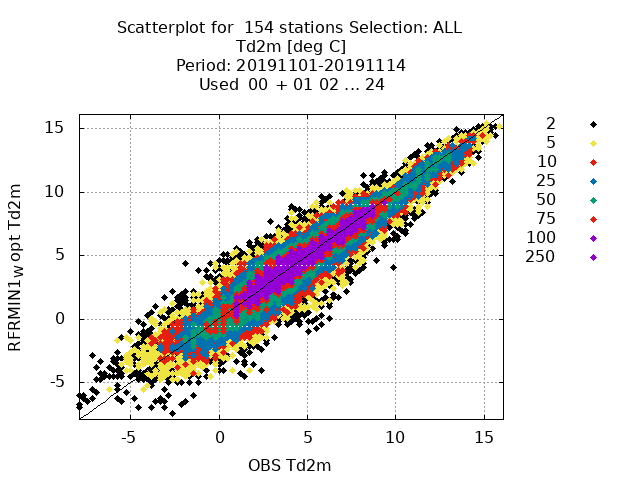 Scatterplot for 154 stations Selection: ALL
Td2m [deg C]
Period: 20191101-20191114
Used 00 + 01 02 ... 24
2
5
10
25
50
75
100
250
15
10
5
0
-5
RFRMIN1_W opt Td2m
-5 0 5 10 15
OBS Td2m